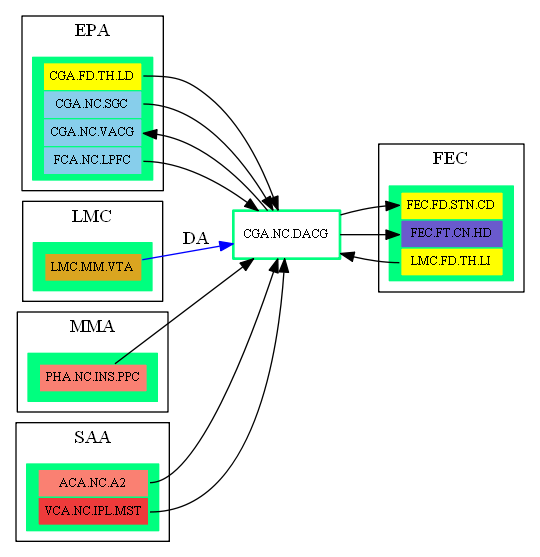 EPA
CGA.FD.TH.LD
CGA.NC.SGC
CGA.NC.VACG
FCA.NC.LPFC
LMC
LMC.MM.VTA
DA
MMA
PHA.NC.INS.PPC
SAA
ACA.NC.A2
VCA.NC.IPL.MST
CGA.NC.DACG
FEC
FEC.FD.STN.CD
FEC.FT.CN.HD
LMC.FD.TH.LI